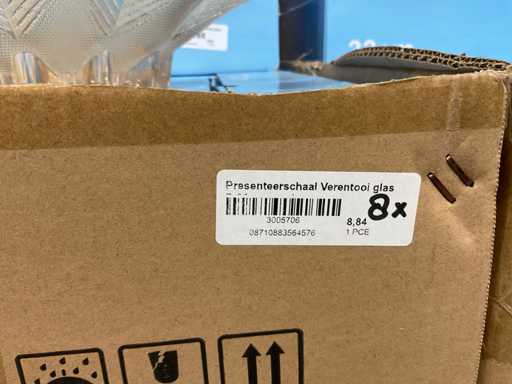 Presenteerschaal Verentooi glas
3005706
8,84
8x
08710883564576
1 PCE